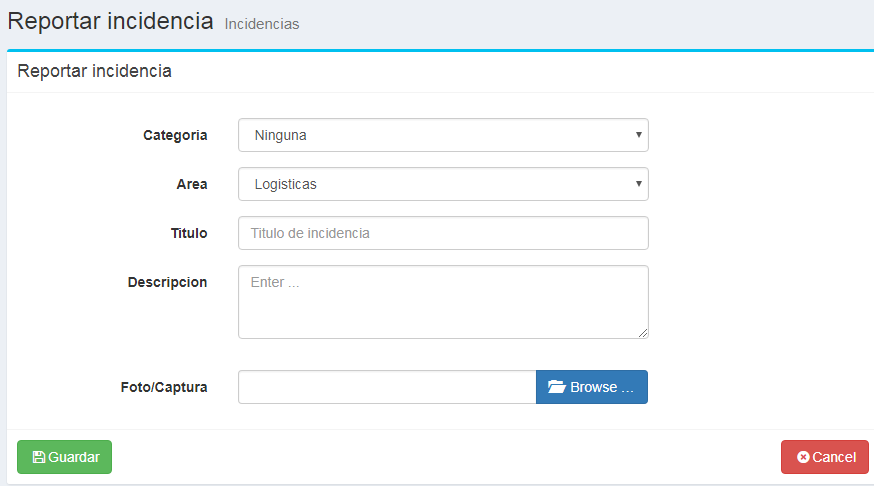 Reportar incidencia Incidencias
Reportar incidencia
Categoria Ninguna
Area Logisticas
Titulo Titulo de incidencia
Descripcion Enter ...
Foto/Captura Browse ...
Guardar Cancel